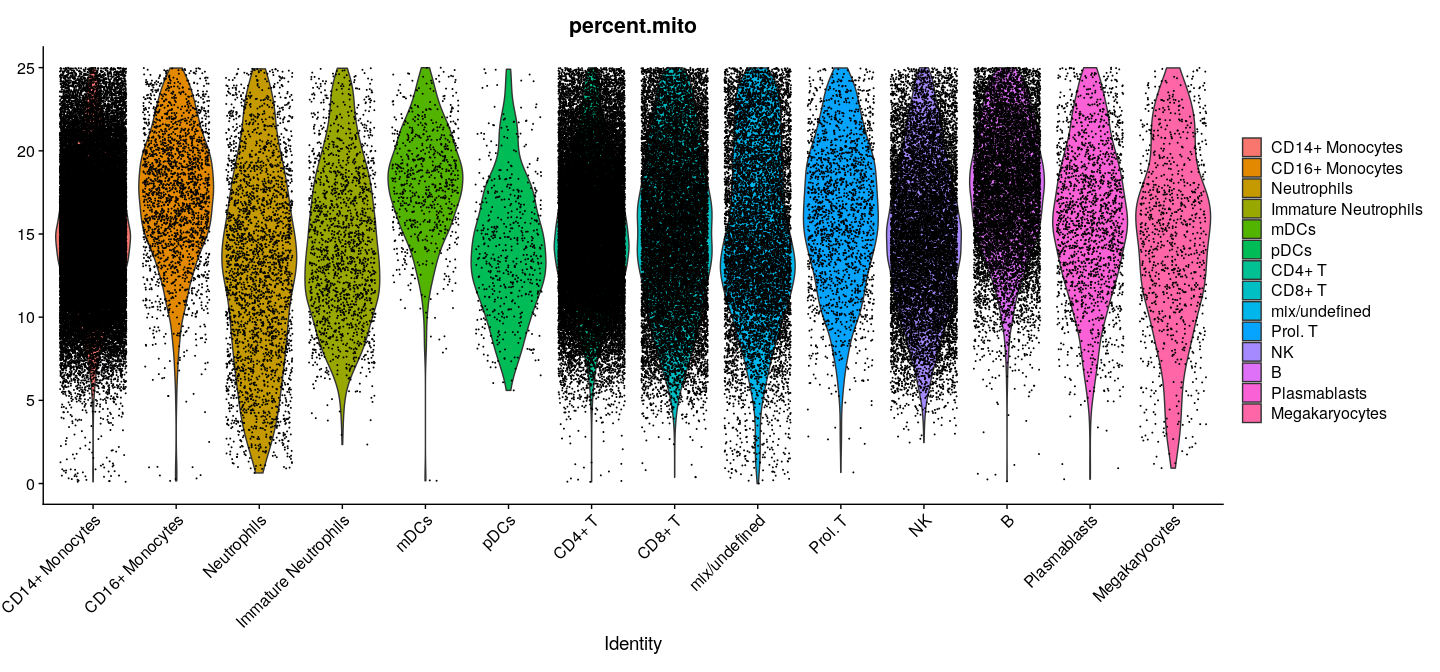 percent.mito
25
20
15
10
5
0
CD14+ Monocytes
CD16+ Monocytes
Neutrophils
Immature Neutrophils
mDCs
pDCs
CD4+ T
CD8+ T
mix/undefined
Prol. T
NK
B
Plasmablasts
Megakaryocytes
Identity
CD14+ Monocytes
CD16+ Monocytes
Neutrophils
Immature Neutrophils
mDCs
pDCs
CD4+ T
CD8+ T
mix/undefined
Prol. T
NK
B
Plasmablasts
Megakaryocytes